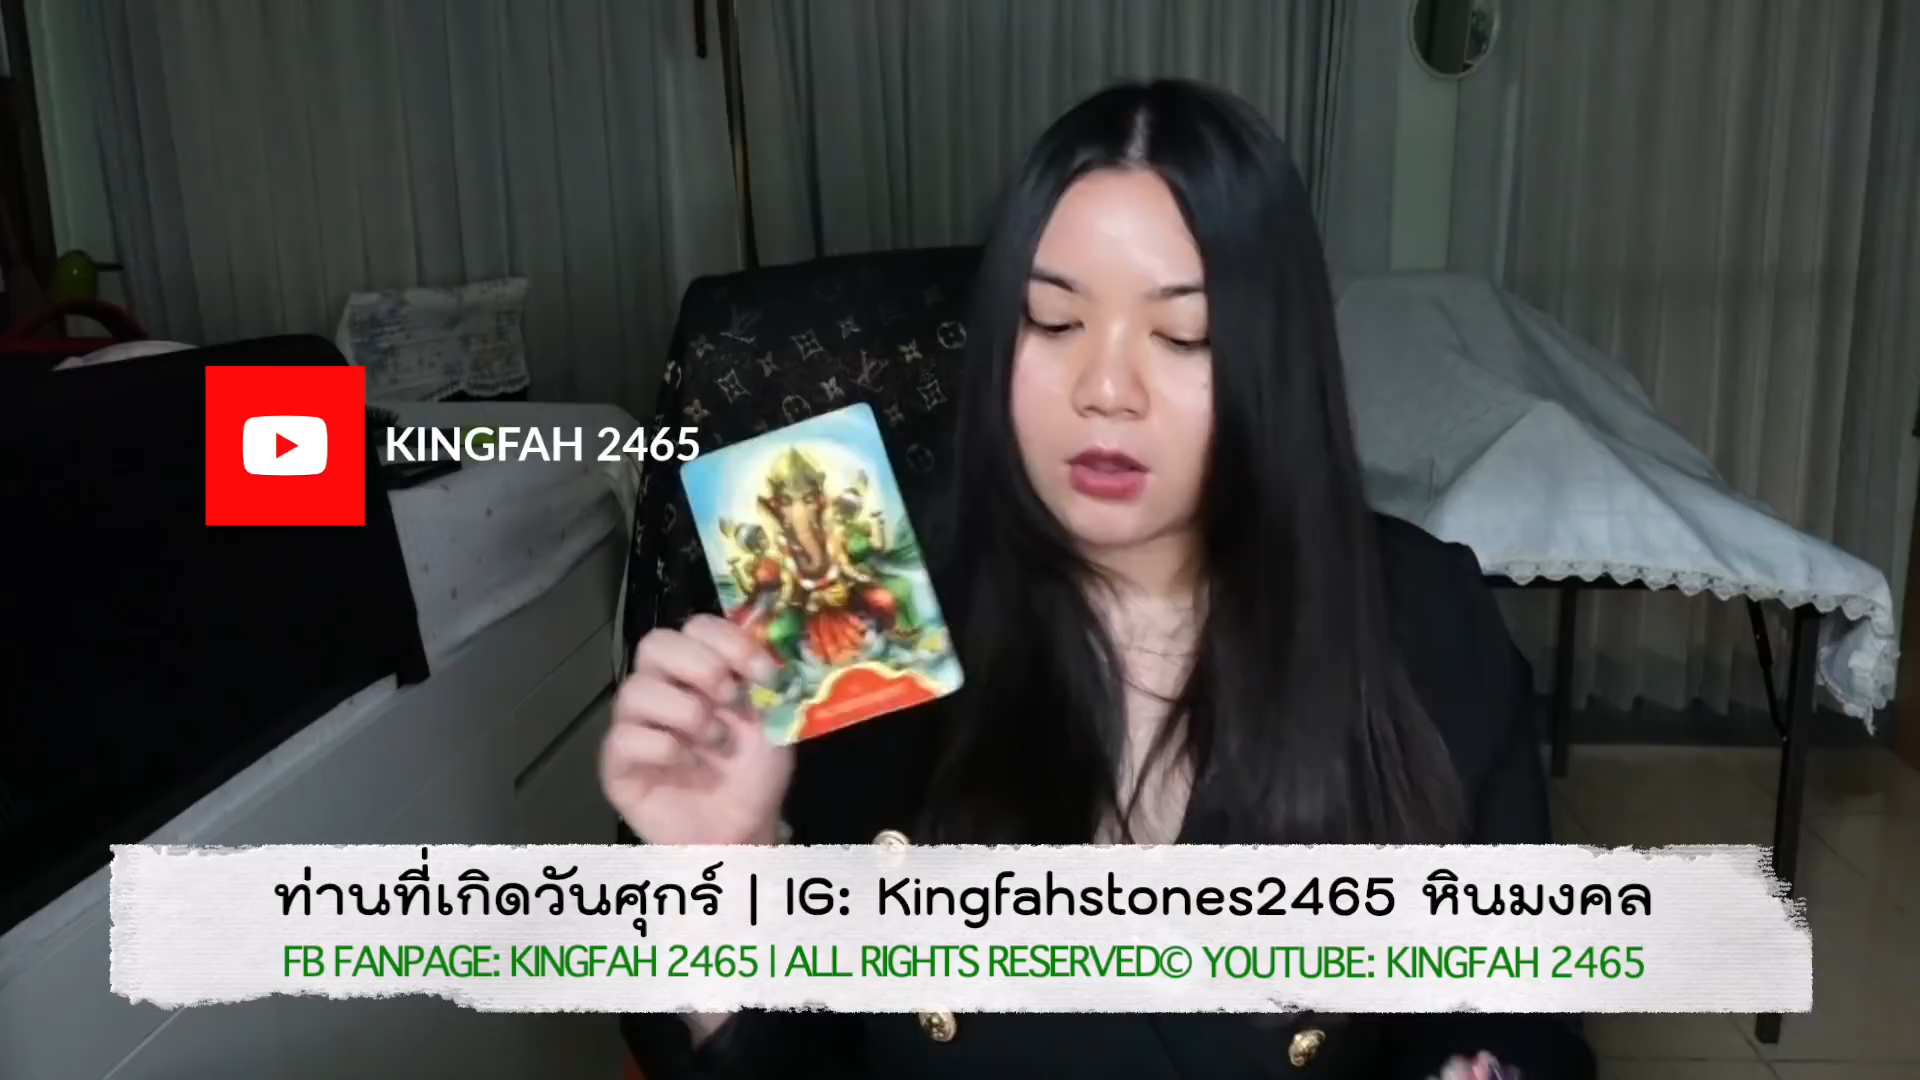 KINGFAH 2465
ท่านที่เกิดวันศุกร์ | IG: Kingfahstones2465 หินมงคล
FB FANPAGE: KINGFAH 2465 | ALL RIGHTS RESERVED© YOUTUBE: KINGFAH 2465